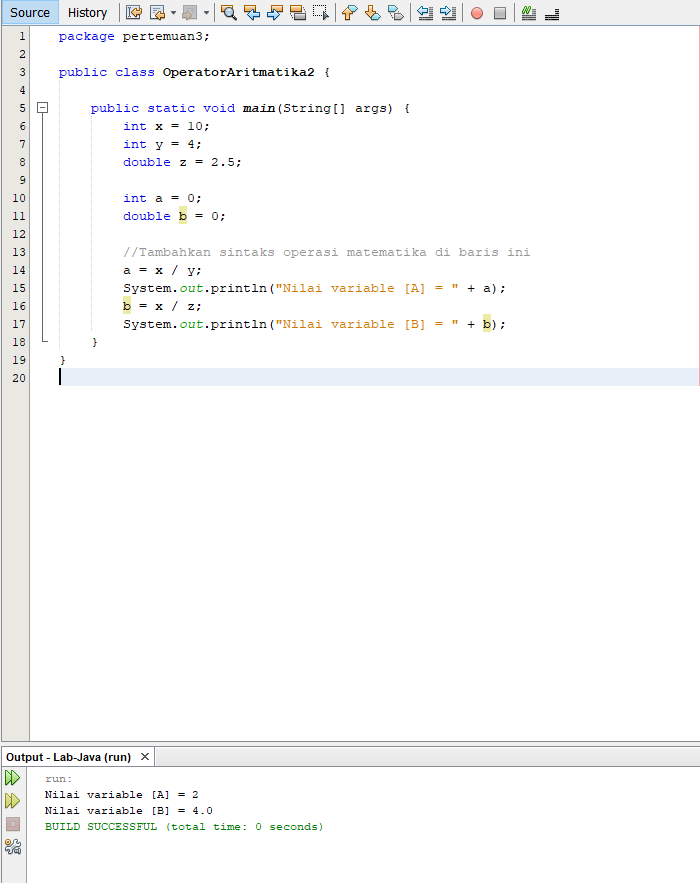 Source History
1 package pertemuan3;
2
3 public class OperatorAritmatika2 {
4
5     public static void main(String[] args) {
6         int x = 10;
7         int y = 4;
8         double z = 2.5;
9
10         int a = 0;
11         double b = 0;
12
13         //Tambahkan sintaks operasi matematika di baris ini
14         a = x / y;
15         System.out.println("Nilai variable [A] = " + a);
16         b = x / z;
17         System.out.println("Nilai variable [B] = " + b);
18     }
19 }
20
Output - Lab-Java (run) ×
run:
Nilai variable [A] = 2
Nilai variable [B] = 4.0
BUILD SUCCESSFUL (total time: 0 seconds)